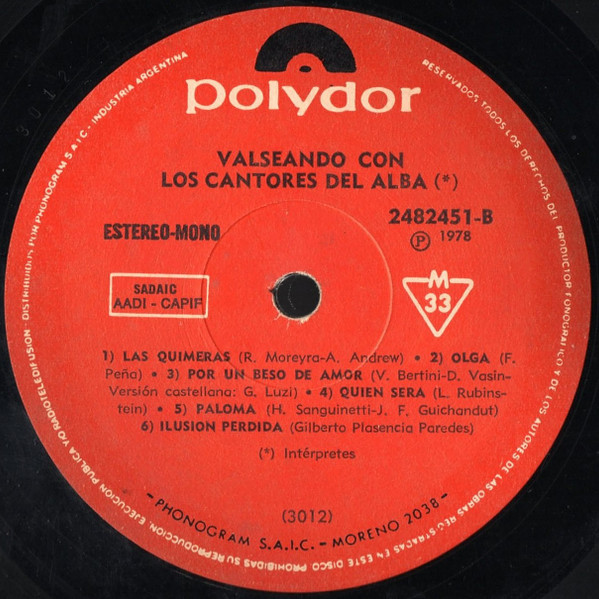 polydor
VALSEANDO CON
LOS CANTORES DEL ALBA (*)
ESTEREO-MONO
2482451-B
Ⓟ 1978
SADAIC
AADI - CAPIF
M
33
1) LAS QUIMERAS (R. Moreyra-A. Andrew) • 2) OLGA (F.
Peña) • 3) POR UN BESO DE AMOR (V. Bertini-D. Vasin-
Versión castellana: G. Luzi) • 4) QUIEN SERA (L. Rubins-
tein) • 5) PALOMA (H. Sanguinetti-J. F. Guichandut)
6) ILUSION PERDIDA (Gilberto Plasencia Paredes)
(*) Intérpretes
(3012)
- PHONOGRAM S.A.I.C. - MORENO 2038 -
RESERVADOS TODOS LOS DERECHOS DEL PRODUCTOR FONOGRAFICO Y DE LOS AUTORES DE LAS OBRAS REGISTRADAS EN ESTE DISCO PROHIBIDAS SU REPRODUCCION, EJECUCION PUBLICA Y/O RADIOTELEDIFUSION - DISTRIBUIDOS POR PHONOGRAM S.A.I.C. - INDUSTRIA ARGENTINA
3012